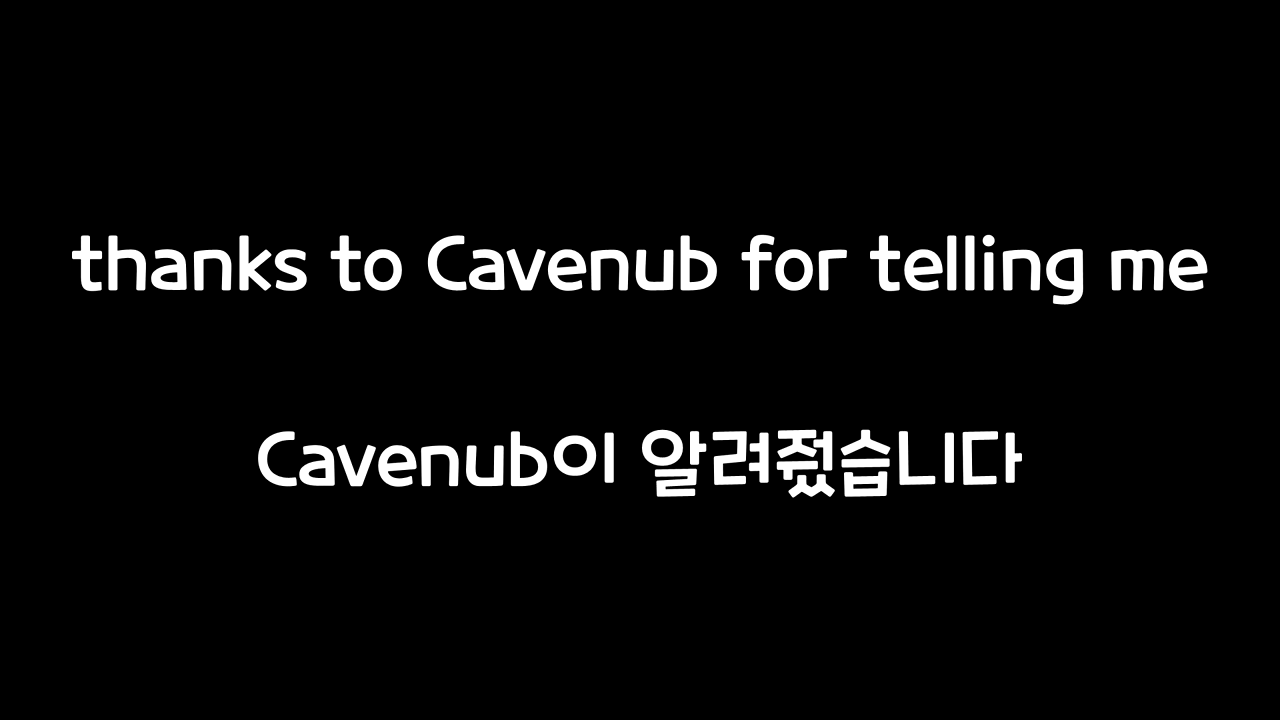 thanks to Cavenub for telling me
Cavenub이 알려줬습니다